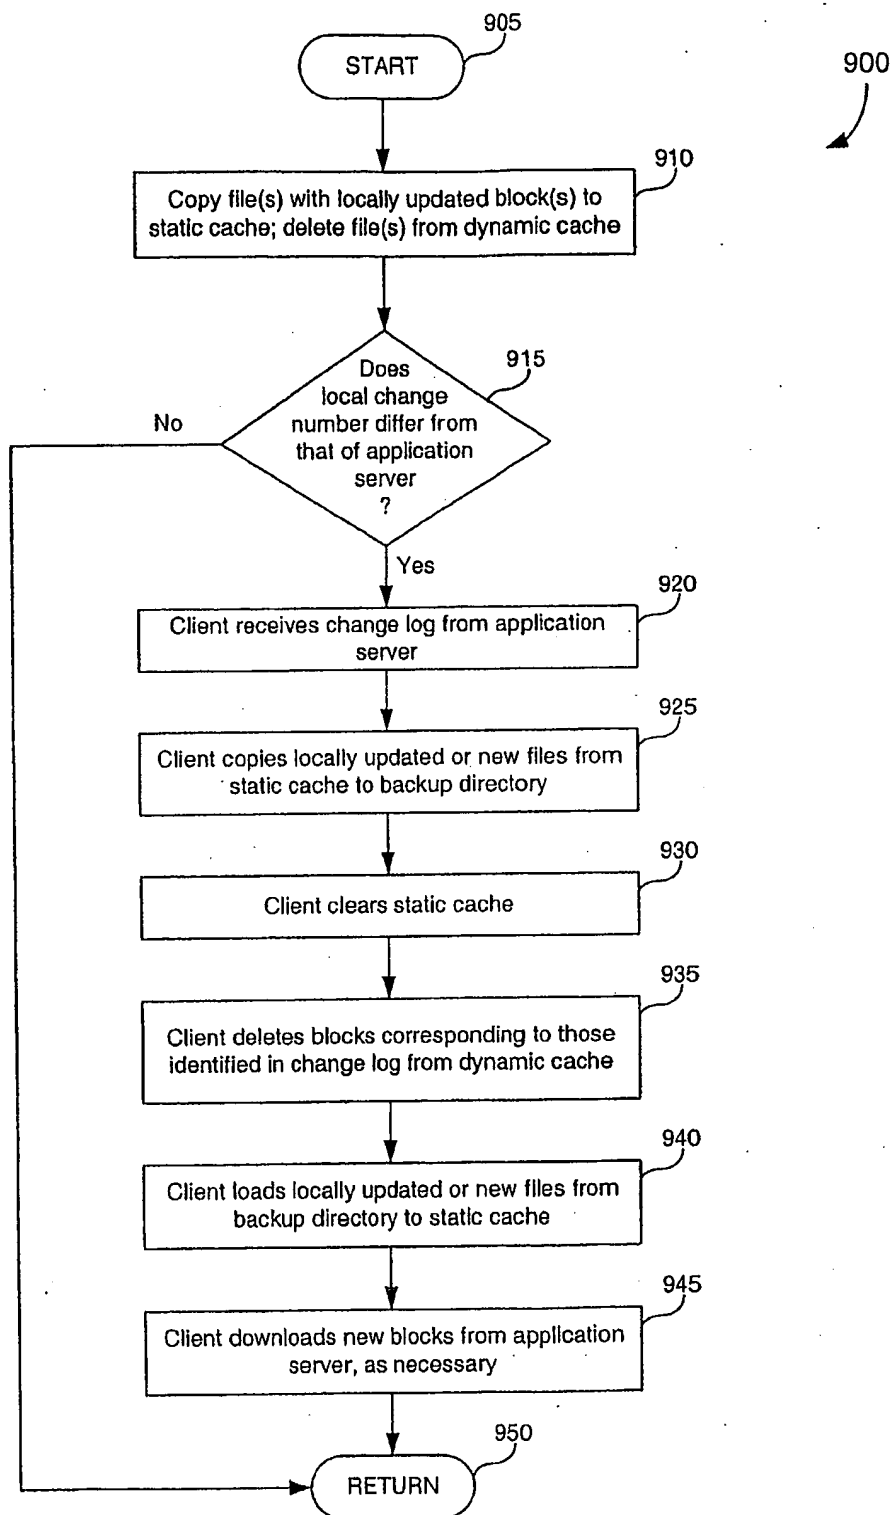 905
START
900
910
Copy file(s) with locally updated block(s) to
static cache; delete file(s) from dynamic cache
915
Does
local change
number differ from
that of application
server
?
No
Yes
920
Client receives change log from application
server
925
Client copies locally updated or new files from
static cache to backup directory
930
Client clears static cache
935
Client deletes blocks corresponding to those
identified in change log from dynamic cache
940
Client loads locally updated or new files from
backup directory to static cache
945
Client downloads new blocks from application
server, as necessary
950
RETURN